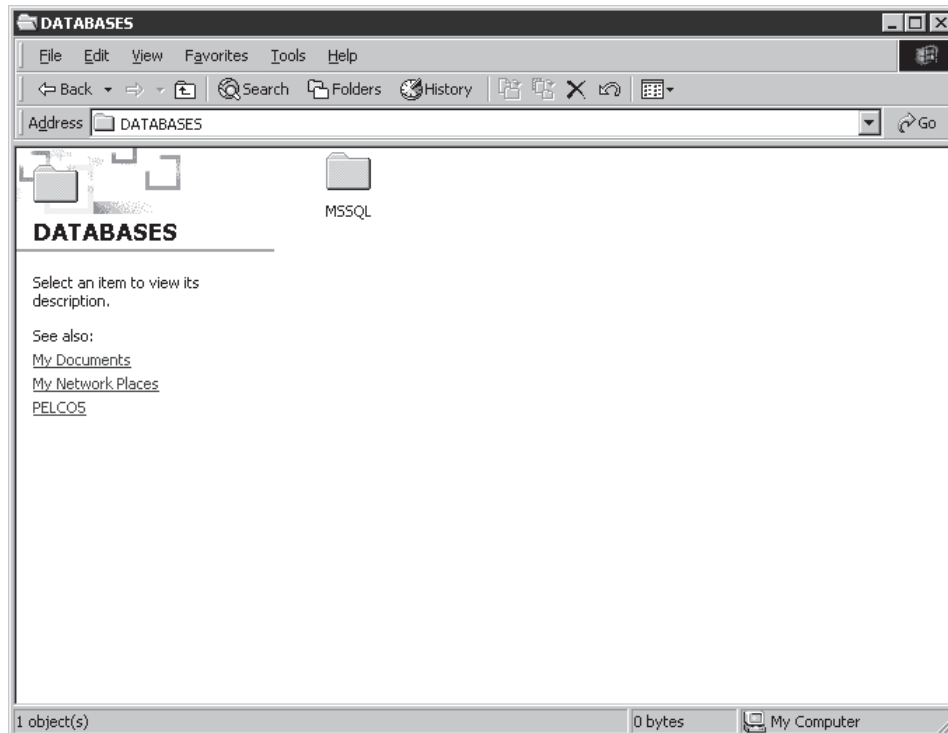 DATABASES
File Edit View Favorites Tools Help
Back Search Folders History
Address DATABASES Go
MSSQL
DATABASES
Select an item to view its
description.
See also:
My Documents
My Network Places
PELCO5
1 object(s) 0 bytes My Computer